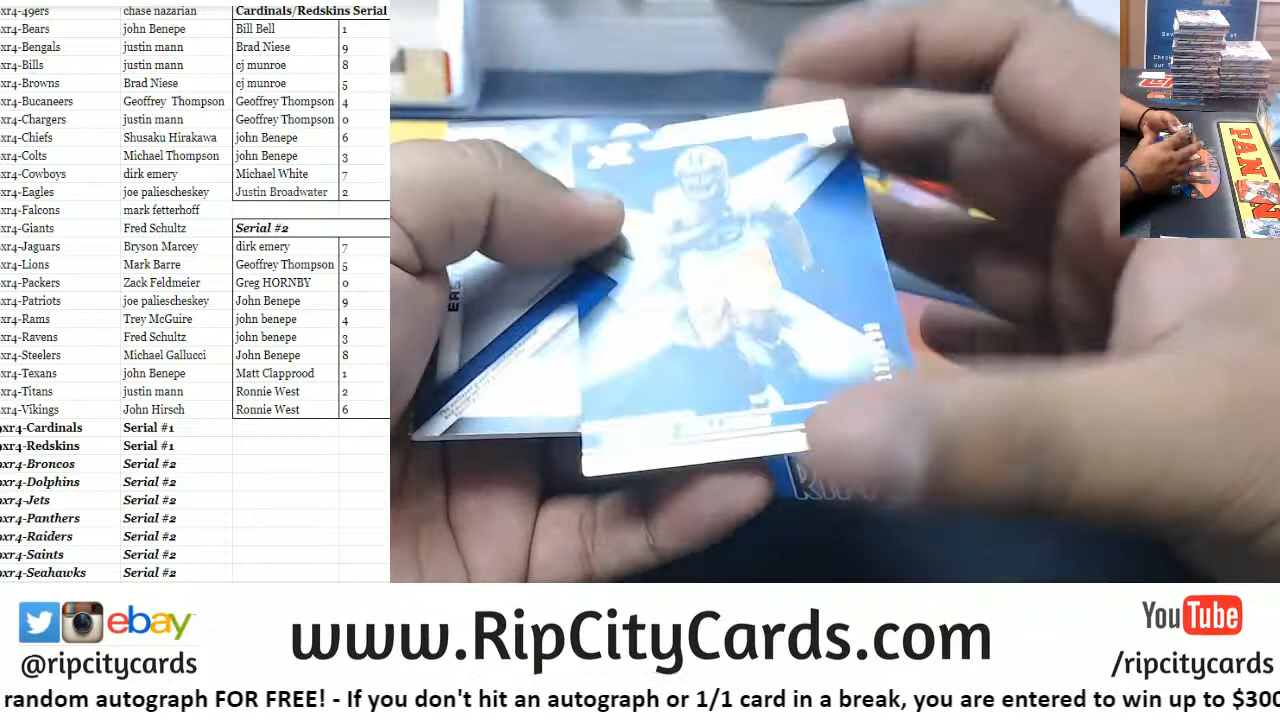 xr4-49ers chase nazarian Cardinals/Redskins Serial
xr4-Bears john Benepe Bill Bell 1
xr4-Bengals justin mann Brad Niese 9
xr4-Bills justin mann cj munroe 8
xr4-Browns Brad Niese cj munroe 5
xr4-Bucaneers Geoffrey Thompson Geoffrey Thompson 4
xr4-Chargers justin mann Geoffrey Thompson 0
xr4-Chiefs Shusaku Hirakawa john Benepe 6
xr4-Colts Michael Thompson john Benepe 3
xr4-Cowboys dirk emery Michael White 7
xr4-Eagles joe paliescheskey Justin Broadwater 2
xr4-Falcons mark fetterhoff
xr4-Giants Fred Schultz Serial #2
xr4-Jaguars Bryson Marcey dirk emery 7
xr4-Lions Mark Barre Geoffrey Thompson 5
xr4-Packers Zack Feldmeier Greg HORNBY 0
xr4-Patriots joe paliescheskey John Benepe 9
xr4-Rams Trey McGuire john benepe 4
xr4-Ravens Fred Schultz john benepe 3
xr4-Steelers Michael Gallucci John Benepe 8
xr4-Texans john Benepe Matt Clapprood 1
xr4-Titans justin mann Ronnie West 2
xr4-Vikings John Hirsch Ronnie West 6
xr4-Cardinals Serial #1
xr4-Redskins Serial #1
xr4-Broncos Serial #2
xr4-Dolphins Serial #2
xr4-Jets Serial #2
xr4-Panthers Serial #2
xr4-Raiders Serial #2
xr4-Saints Serial #2
xr4-Seahawks Serial #2
PANINI
ebay
@ripcitycards
www.RipCityCards.com
YouTube
/ripcitycards
random autograph FOR FREE! - If you don't hit an autograph or 1/1 card in a break, you are entered to win up to $300